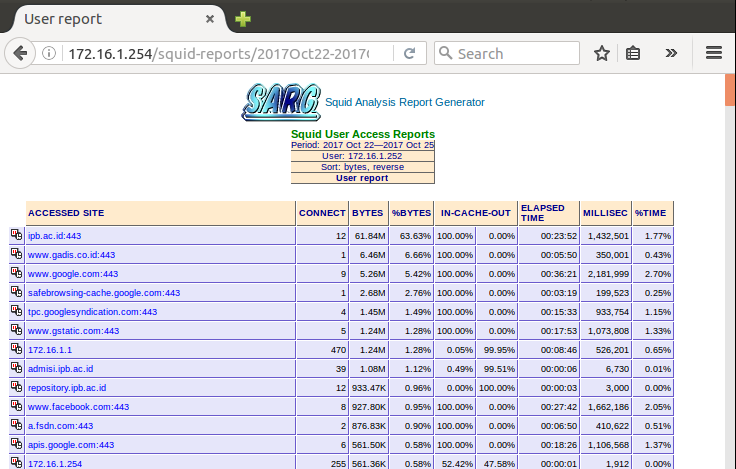 User report
172.16.1.254/squid-reports/2017Oct22-2017
Search
SARG Squid Analysis Report Generator
Squid User Access Reports
Period: 2017 Oct 22—2017 Oct 25
User: 172.16.1.252
Sort: bytes, reverse
User report
ACCESSED SITE CONNECT BYTES %BYTES IN-CACHE-OUT ELAPSED TIME MILLISEC %TIME
ipb.ac.id:443 12 61.84M 63.63% 100.00% 0.00% 00:23:52 1,432,501 1.77%
www.gadis.co.id:443 1 6.46M 6.66% 100.00% 0.00% 00:05:50 350,001 0.43%
www.google.com:443 9 5.26M 5.42% 100.00% 0.00% 00:36:21 2,181,999 2.70%
safebrowsing-cache.google.com:443 1 2.68M 2.76% 100.00% 0.00% 00:03:19 199,523 0.25%
tpc.googlesyndication.com:443 4 1.45M 1.49% 100.00% 0.00% 00:15:33 933,754 1.15%
www.gstatic.com:443 5 1.24M 1.28% 100.00% 0.00% 00:17:53 1,073,808 1.33%
172.16.1.1 470 1.24M 1.28% 0.05% 99.95% 00:08:46 526,201 0.65%
admisi.ipb.ac.id 39 1.08M 1.12% 0.49% 99.51% 00:00:06 6,730 0.01%
repository.ipb.ac.id 12 933.47K 0.96% 0.00% 100.00% 00:00:03 3,000 0.00%
www.facebook.com:443 8 927.80K 0.95% 100.00% 0.00% 00:27:42 1,662,186 2.05%
a.fsdn.com:443 2 876.83K 0.90% 100.00% 0.00% 00:06:50 410,622 0.51%
apis.google.com:443 6 561.50K 0.58% 100.00% 0.00% 00:18:26 1,106,568 1.37%
172.16.1.254 255 561.36K 0.58% 52.42% 47.58% 00:00:01 1,912 0.00%